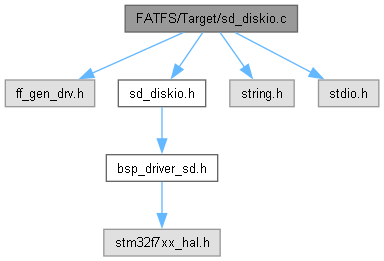 FATFS/Target/sd_diskio.c
ff_gen_drv.h
sd_diskio.h
string.h
stdio.h
bsp_driver_sd.h
stm32f7xx_hal.h